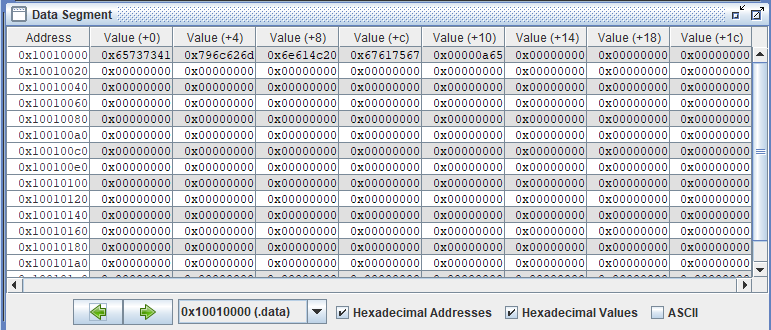 Data Segment
Address Value (+0) Value (+4) Value (+8) Value (+c) Value (+10) Value (+14) Value (+18) Value (+1c)
0x10010000 0x65737341 0x796c626d 0x6e614c20 0x67617567 0x00000a65 0x00000000 0x00000000 0x00000000
0x10010020 0x00000000 0x00000000 0x00000000 0x00000000 0x00000000 0x00000000 0x00000000 0x00000000
0x10010040 0x00000000 0x00000000 0x00000000 0x00000000 0x00000000 0x00000000 0x00000000 0x00000000
0x10010060 0x00000000 0x00000000 0x00000000 0x00000000 0x00000000 0x00000000 0x00000000 0x00000000
0x10010080 0x00000000 0x00000000 0x00000000 0x00000000 0x00000000 0x00000000 0x00000000 0x00000000
0x100100a0 0x00000000 0x00000000 0x00000000 0x00000000 0x00000000 0x00000000 0x00000000 0x00000000
0x100100c0 0x00000000 0x00000000 0x00000000 0x00000000 0x00000000 0x00000000 0x00000000 0x00000000
0x100100e0 0x00000000 0x00000000 0x00000000 0x00000000 0x00000000 0x00000000 0x00000000 0x00000000
0x10010100 0x00000000 0x00000000 0x00000000 0x00000000 0x00000000 0x00000000 0x00000000 0x00000000
0x10010120 0x00000000 0x00000000 0x00000000 0x00000000 0x00000000 0x00000000 0x00000000 0x00000000
0x10010140 0x00000000 0x00000000 0x00000000 0x00000000 0x00000000 0x00000000 0x00000000 0x00000000
0x10010160 0x00000000 0x00000000 0x00000000 0x00000000 0x00000000 0x00000000 0x00000000 0x00000000
0x10010180 0x00000000 0x00000000 0x00000000 0x00000000 0x00000000 0x00000000 0x00000000 0x00000000
0x100101a0 0x00000000 0x00000000 0x00000000 0x00000000 0x00000000 0x00000000 0x00000000 0x00000000
0x10010000 (.data) Hexadecimal Addresses Hexadecimal Values ASCII